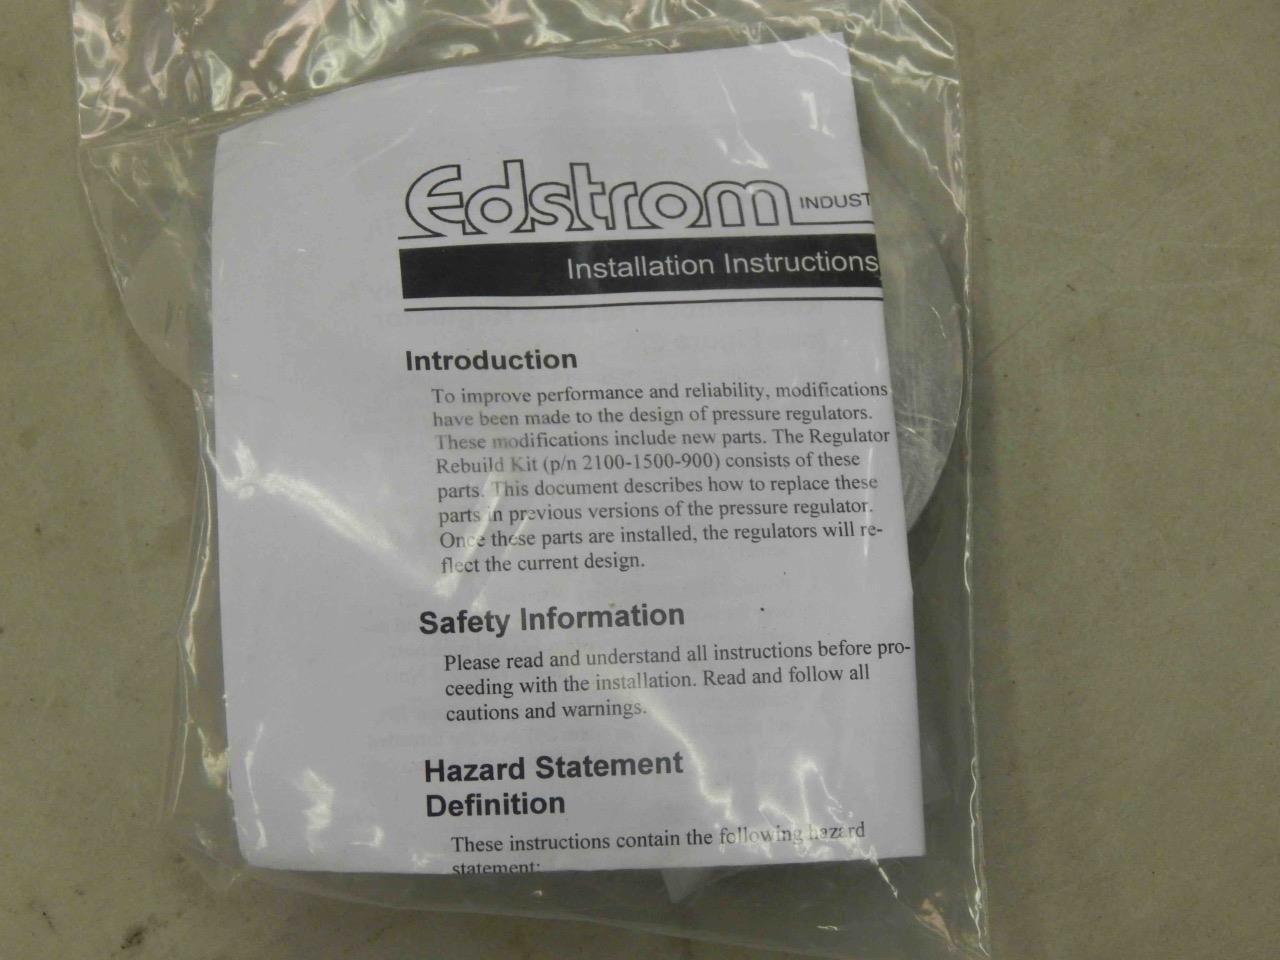 Edstrom INDUST
Installation Instructions
Introduction
To improve performance and reliability, modifications
have been made to the design of pressure regulators.
These modifications include new parts. The Regulator
Rebuild Kit (p/n 2100-1500-900) consists of these
parts. This document describes how to replace these
parts in previous versions of the pressure regulator.
Once these parts are installed, the regulators will re-
flect the current design.
Safety Information
Please read and understand all instructions before pro-
ceeding with the installation. Read and follow all
cautions and warnings.
Hazard Statement
Definition
These instructions contain the following hazard
statement: